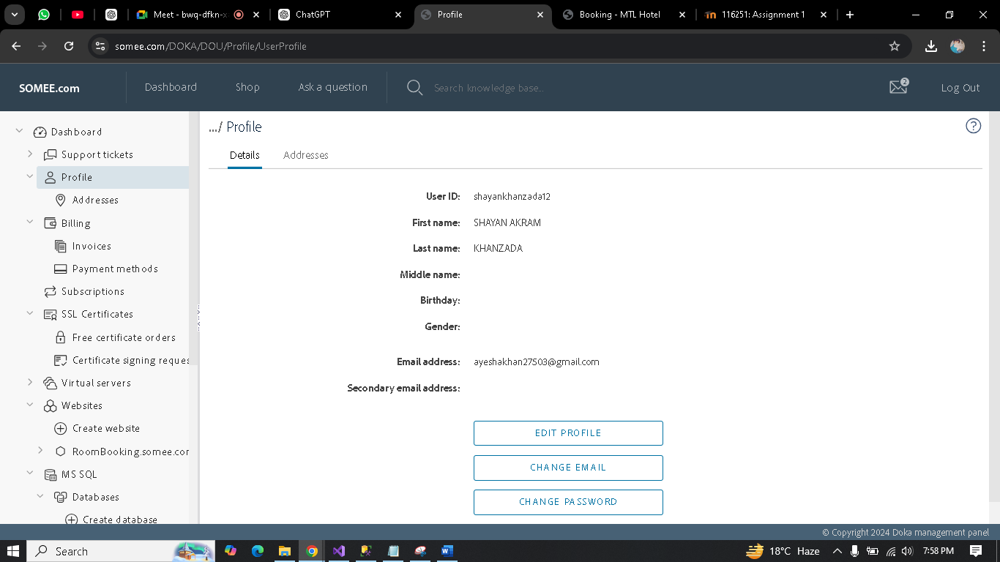 Meet - bwq-dfkn-x
ChatGPT
Profile
Booking - MTL Hotel
116251: Assignment 1
somee.com/DOKA/DOU/Profile/UserProfile
SOMEE.com
Dashboard
Shop
Ask a question
Search knowledge base...
2
Log Out
Dashboard
Support tickets
Profile
Addresses
Billing
Invoices
Payment methods
Subscriptions
SSL Certificates
Free certificate orders
Certificate signing reques
Virtual servers
Websites
Create website
RoomBooking.somee.cor
MS SQL
Databases
Create database
.../ Profile
?
Details
Addresses
User ID: shayankhanzada12
First name: SHAYAN AKRAM
Last name: KHANZADA
Middle name:
Birthday:
Gender:
Email address: ayeshakhan27503@gmail.com
Secondary email address:
EDIT PROFILE
CHANGE EMAIL
CHANGE PASSWORD
© Copyright 2024 Doka management panel
Search
18°C Haze
7:58 PM